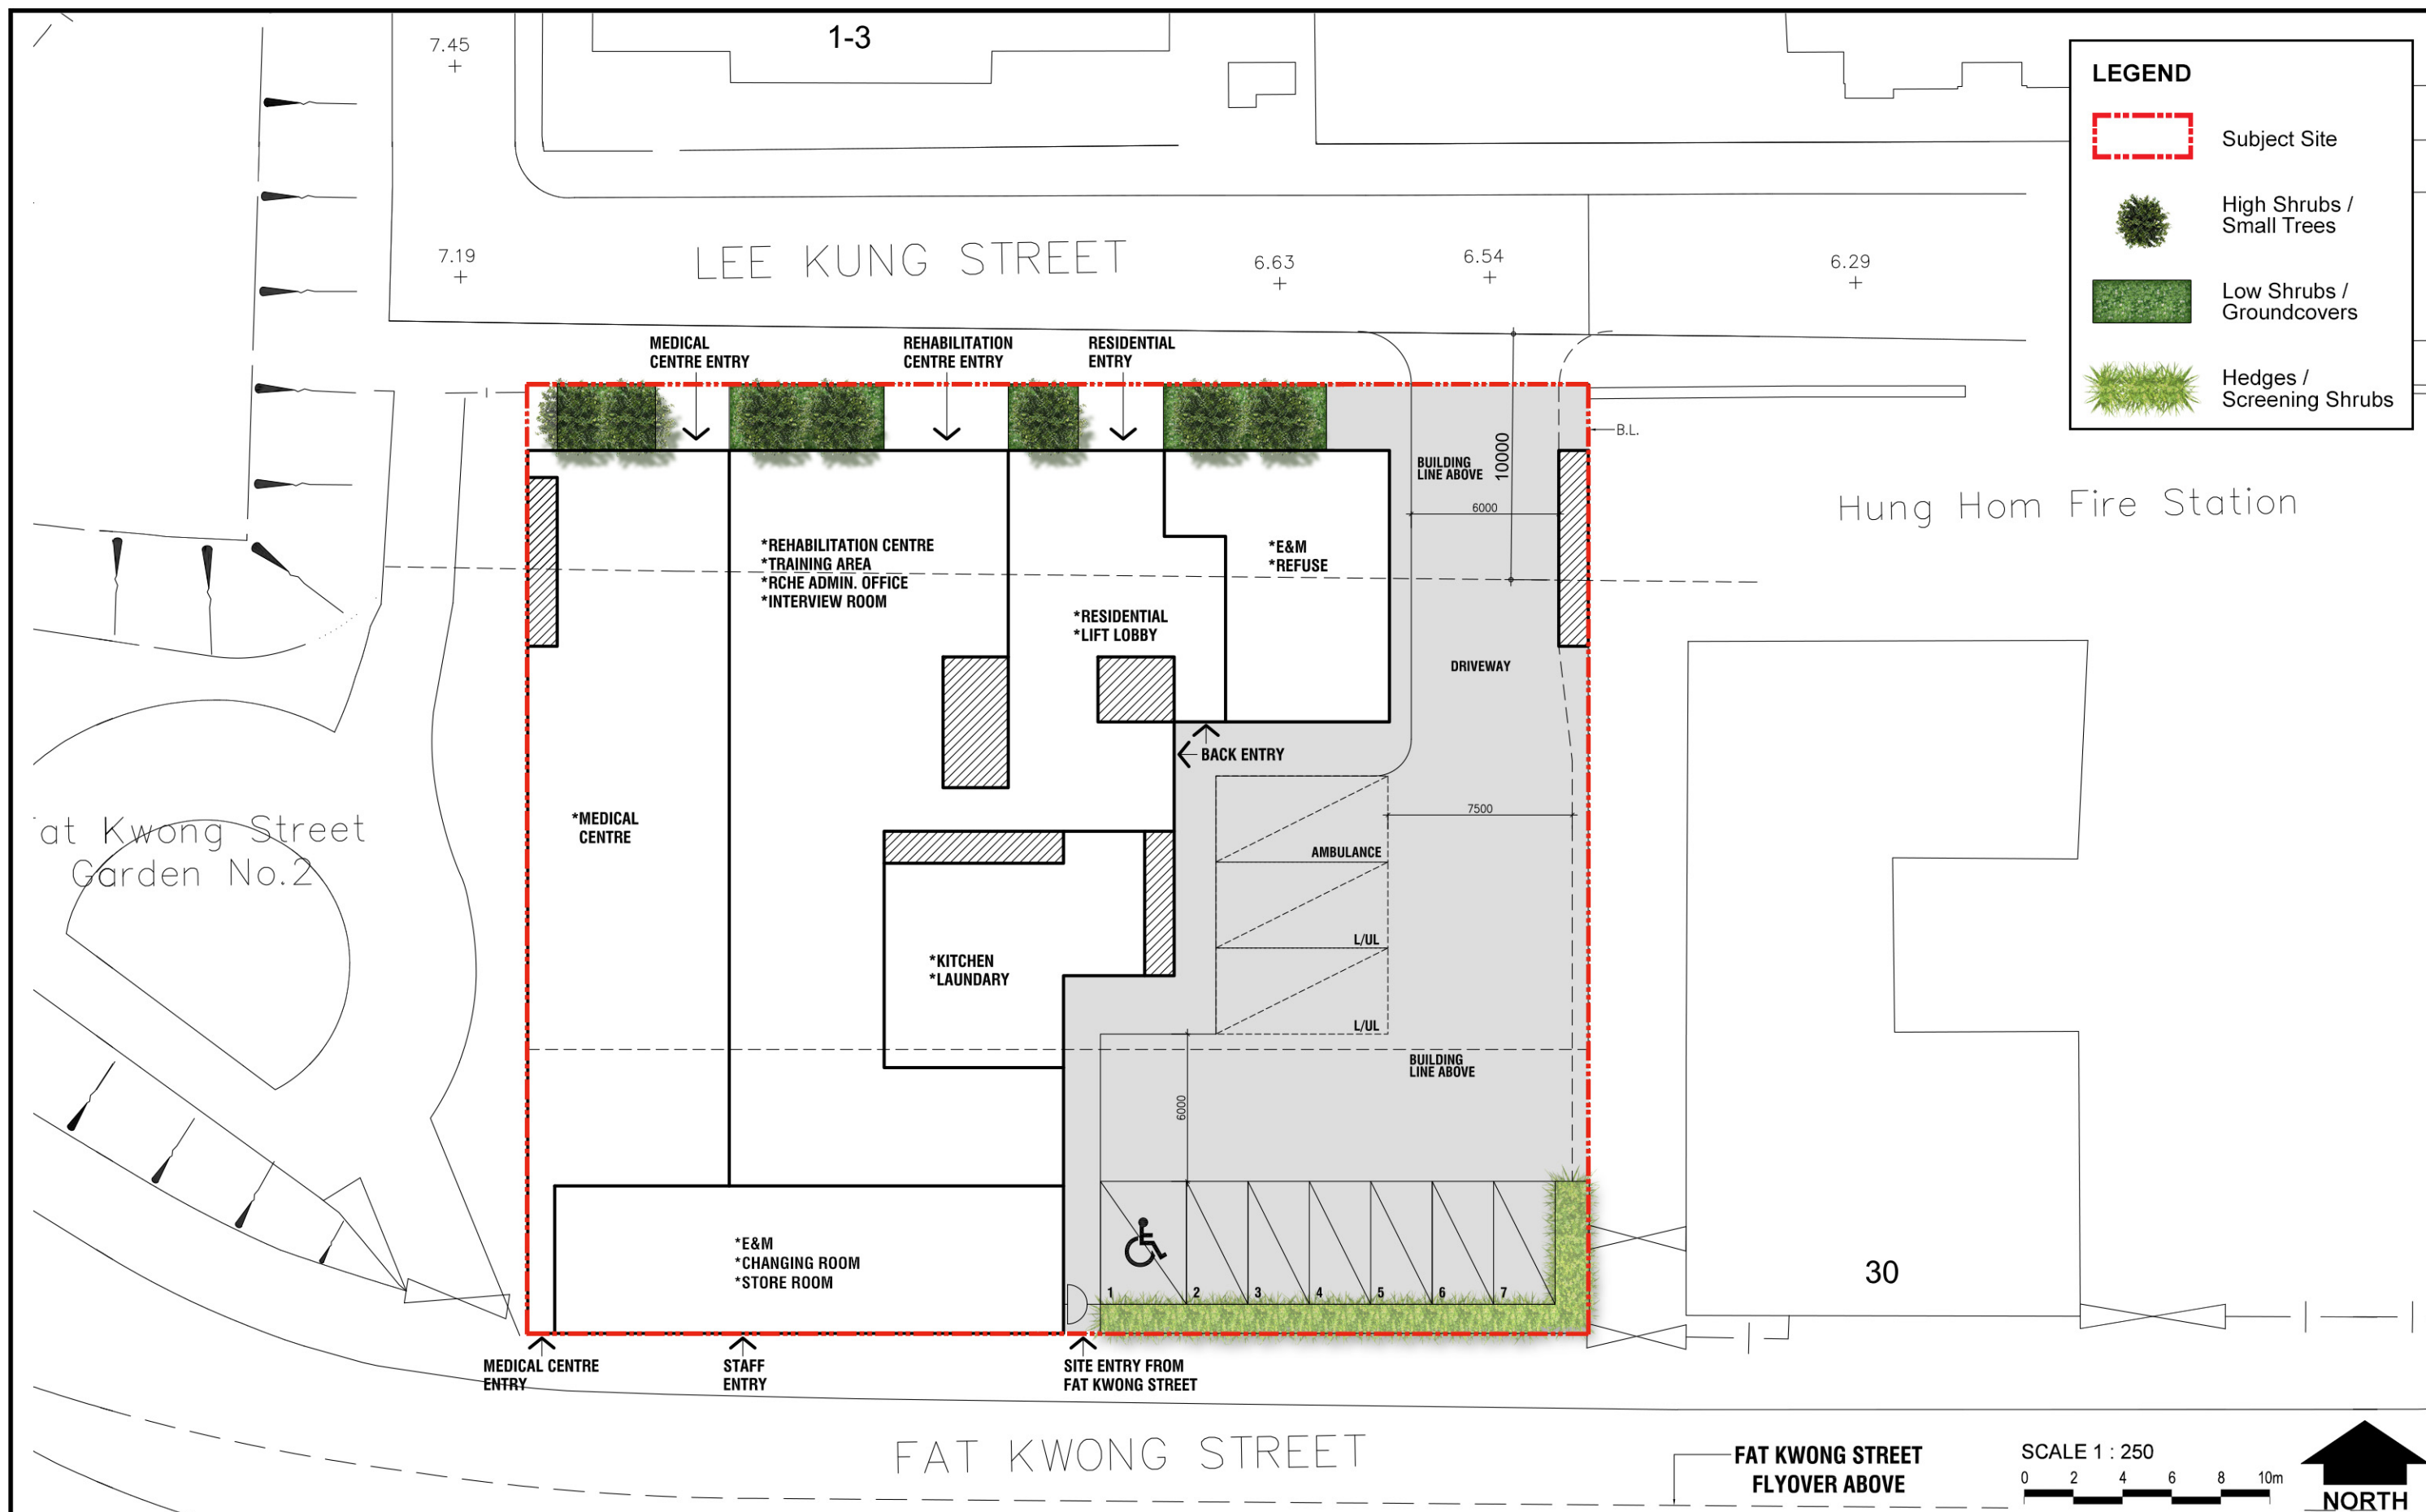 1-3
7.45
LEGEND
Subject Site
High Shrubs /
Small Trees
Low Shrubs /
Groundcovers
Hedges /
Screening Shrubs
7.19
LEE KUNG STREET
6.63
6.54
6.29
MEDICAL
CENTRE ENTRY
REHABILITATION
CENTRE ENTRY
RESIDENTIAL
ENTRY
B.L.
BUILDING
LINE ABOVE
10000
6000
Hung Hom Fire Station
*REHABILITATION CENTRE
*TRAINING AREA
*RCHE ADMIN. OFFICE
*INTERVIEW ROOM
*E&M
*REFUSE
*RESIDENTIAL
*LIFT LOBBY
DRIVEWAY
BACK ENTRY
7500
*MEDICAL
CENTRE
at Kwong Street
Garden No.2
AMBULANCE
L/UL
*KITCHEN
*LAUNDARY
L/UL
BUILDING
LINE ABOVE
6000
*E&M
*CHANGING ROOM
*STORE ROOM
1 2 3 4 5 6 7
30
MEDICAL CENTRE
ENTRY
STAFF
ENTRY
SITE ENTRY FROM
FAT KWONG STREET
FAT KWONG STREET
FAT KWONG STREET
FLYOVER ABOVE
SCALE 1 : 250
0 2 4 6 8 10m
NORTH